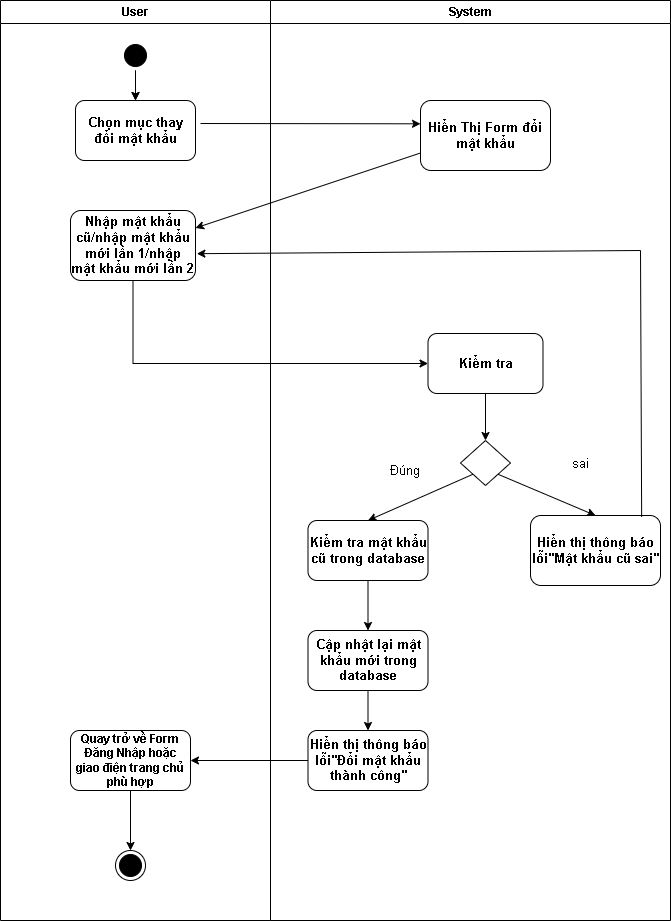 User
System
Chọn mục thay
đổi mật khẩu
Hiển Thị Form đổi
mật khẩu
Nhập mật khẩu
cũ/nhập mật khẩu
mới lần 1/nhập
mật khẩu mới lần 2
Kiểm tra
Đúng
sai
Kiểm tra mật khẩu
cũ trong database
Hiển thị thông báo
lỗi"Mật khẩu cũ sai"
Cập nhật lại mật
khẩu mới trong
database
Quay trở về Form
Đăng Nhập hoặc
giao điện trang chủ
phù hợp
Hiển thị thông báo
lỗi"Đổi mật khẩu
thành công"